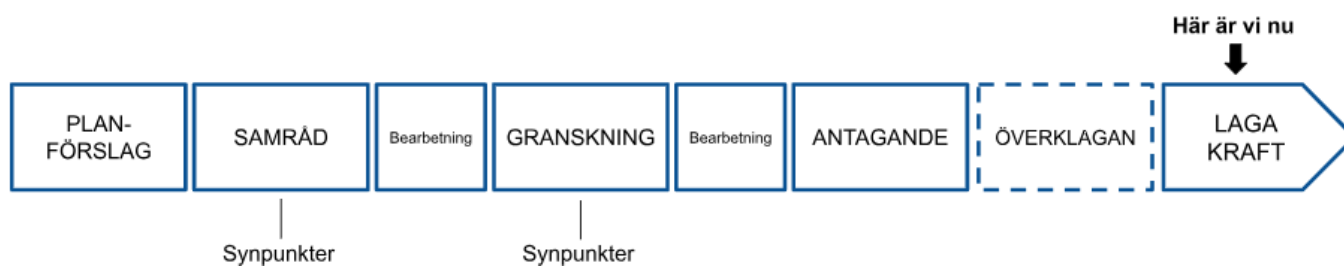 Här är vi nu
PLAN-
FÖRSLAG
SAMRÅD
Bearbetning
GRANSKNING
Bearbetning
ANTAGANDE
ÖVERKLAGAN
LAGA
KRAFT
Synpunkter
Synpunkter